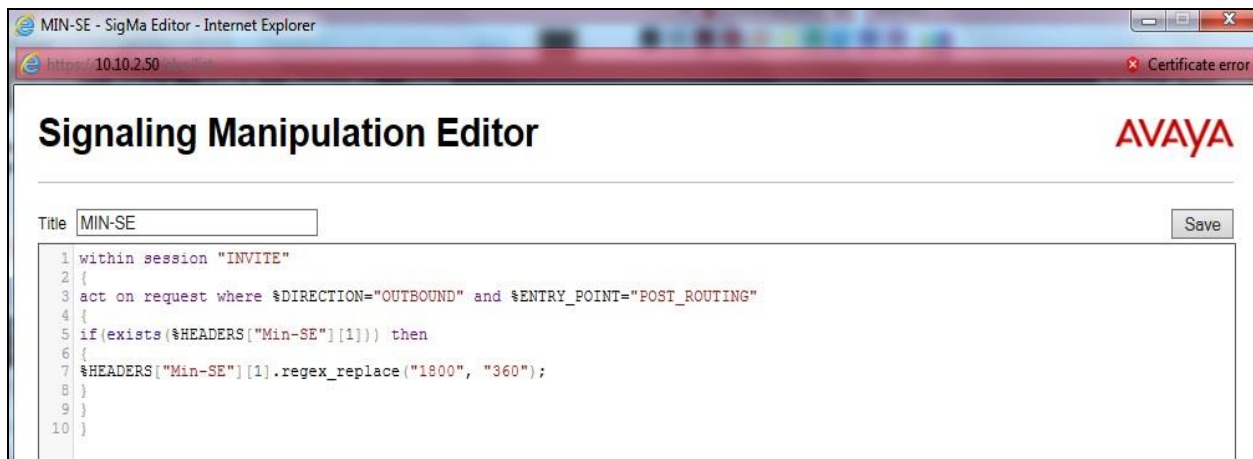 MIN-SE - SigMa Editor - Internet Explorer
https://10.10.2.50
Certificate error
Signaling Manipulation Editor
AVAYA
Title MIN-SE
Save
1 within session "INVITE"
2 {
3 act on request where %DIRECTION="OUTBOUND" and %ENTRY_POINT="POST_ROUTING"
4 {
5 if(exists(%HEADERS["Min-SE"][1])) then
6 {
7 %HEADERS["Min-SE"][1].regex_replace("1800", "360");
8 }
9 }
10 }